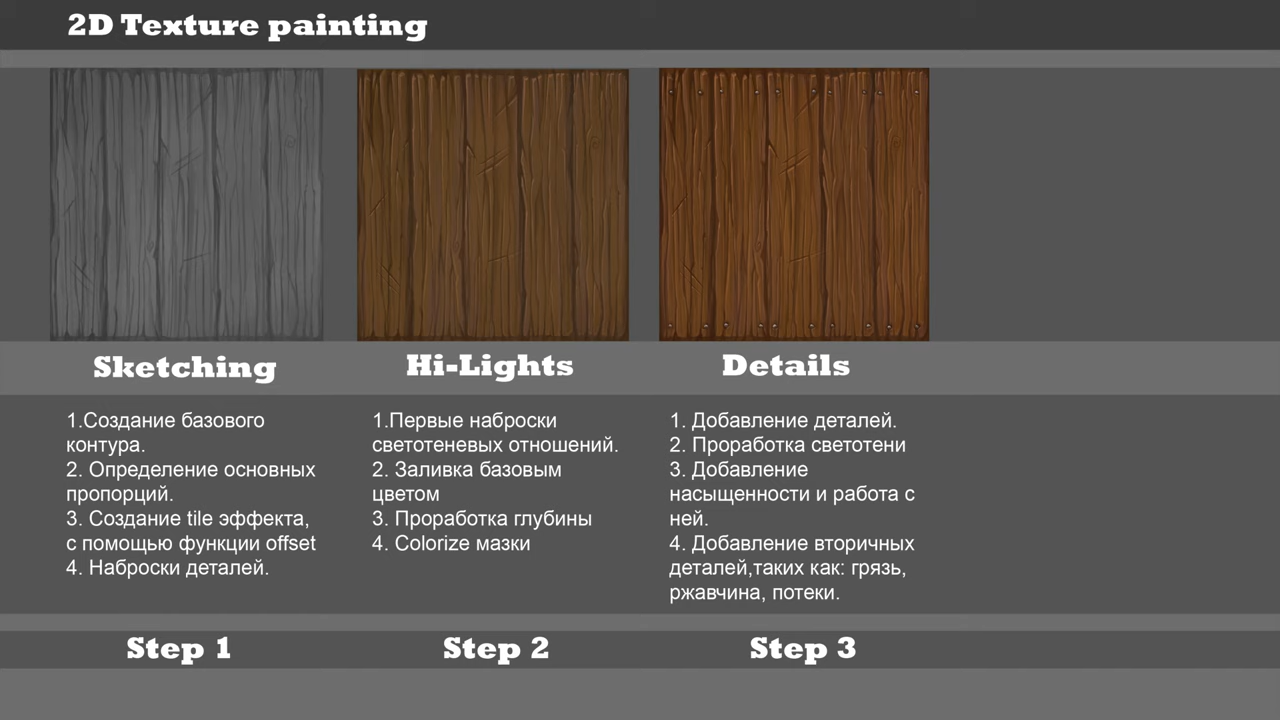 2D Texture painting
Sketching
1.Создание базового
контура.
2. Определение основных
пропорций.
3. Создание tile эффекта,
с помощью функции offset
4. Наброски деталей.
Step 1
Hi-Lights
1.Первые наброски
светотеневых отношений.
2. Заливка базовым
цветом
3. Проработка глубины
4. Colorize мазки
Step 2
Details
1. Добавление деталей.
2. Проработка светотени
3. Добавление
насыщенности и работа с
ней.
4. Добавление вторичных
деталей,таких как: грязь,
ржавчина, потеки.
Step 3